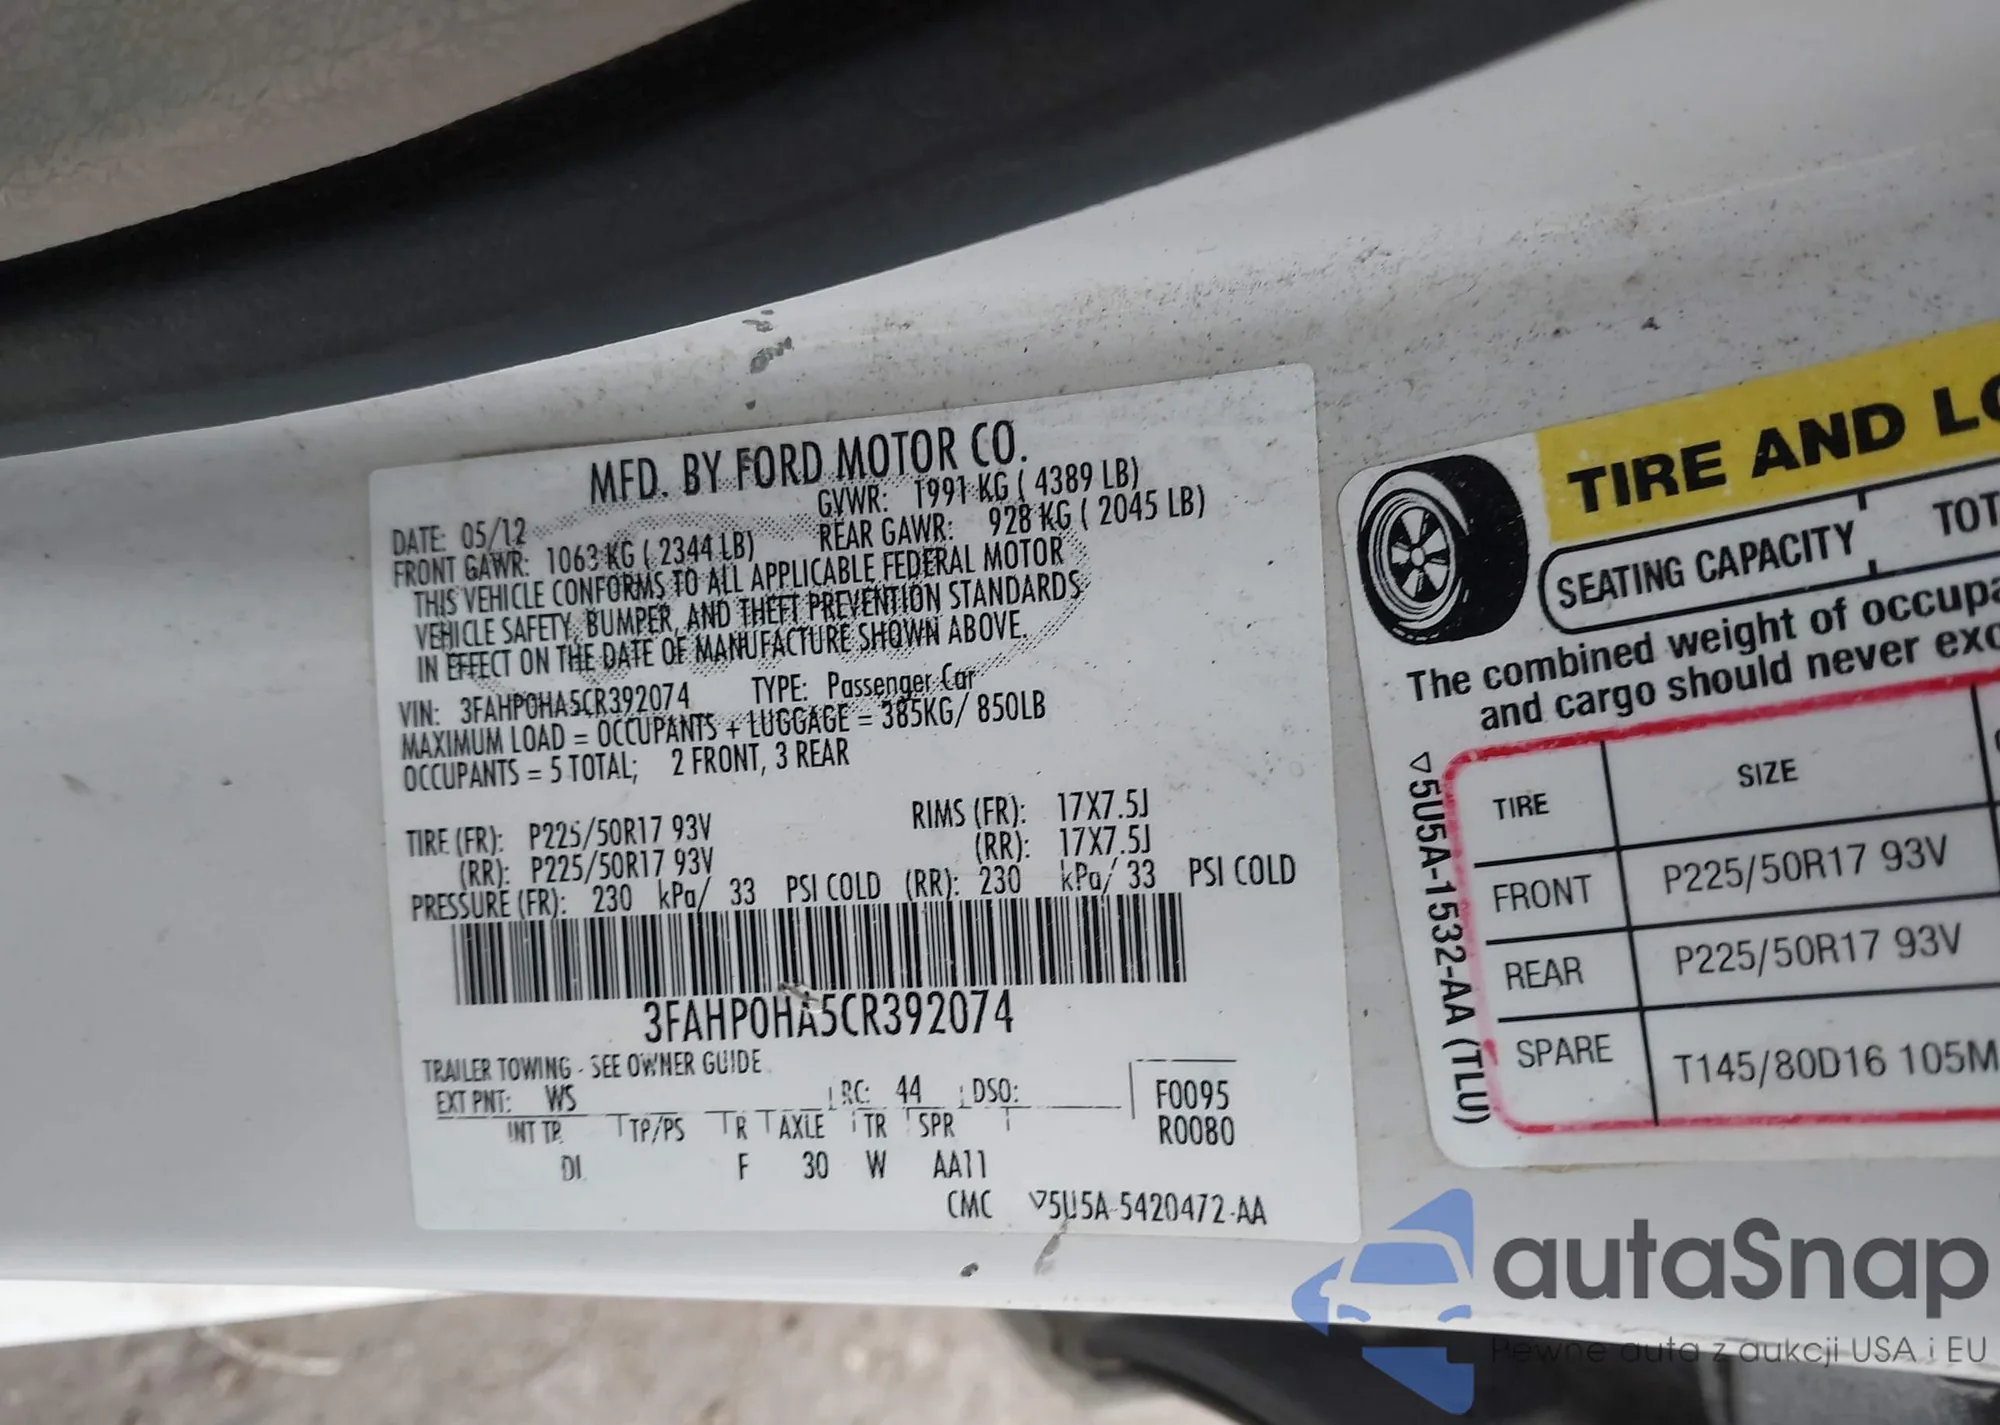 MFD. BY FORD MOTOR CO.
DATE: 05/12 GVWR: 1991 KG ( 4389 LB)
FRONT GAWR: 1063 KG ( 2344 LB) REAR GAWR: 928 KG ( 2045 LB)
THIS VEHICLE CONFORMS TO ALL APPLICABLE FEDERAL MOTOR
VEHICLE SAFETY, BUMPER, AND THEFT PREVENTION STANDARDS
IN EFFECT ON THE DATE OF MANUFACTURE SHOWN ABOVE.
VIN: 3FAHP0HA5CR392074 TYPE: Passenger Car
MAXIMUM LOAD = OCCUPANTS + LUGGAGE = 385KG/ 850LB
OCCUPANTS = 5 TOTAL; 2 FRONT, 3 REAR
TIRE (FR): P225/50R17 93V RIMS (FR): 17X7.5J
(RR): P225/50R17 93V (RR): 17X7.5J
PRESSURE (FR): 230 kPa/ 33 PSI COLD (RR): 230 kPa/ 33 PSI COLD
3FAHP0HA5CR392074
TRAILER TOWING - SEE OWNER GUIDE
EXT PNT: WS RC: 44 DSO: F0095
INT TR TP/PS R AXLE TR SPR R0080
DL F 30 W AA11
CMC ▽5U5A-5420472-AA
TIRE AND LO
SEATING CAPACITY TOT
The combined weight of occupa
and cargo should never exc
▽5U5A-1532-AA (TLU)
TIRE SIZE
FRONT P225/50R17 93V
REAR P225/50R17 93V
SPARE T145/80D16 105M
autaSnap
Pewne auta z aukcji USA i EU